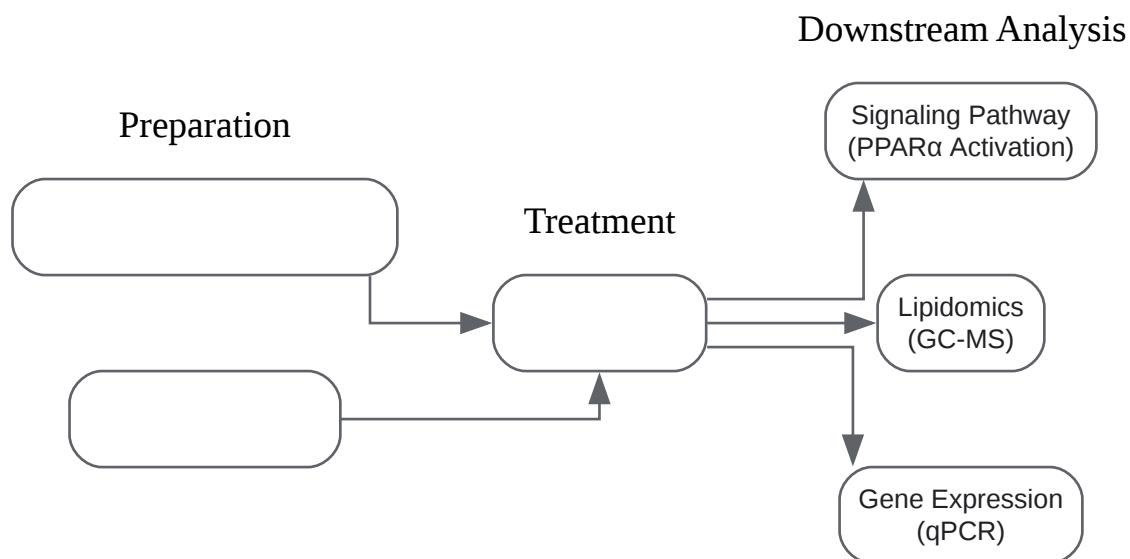 Downstream Analysis
Signaling Pathway
(PPARα Activation)
Preparation
Treatment
Lipidomics
(GC-MS)
Gene Expression
(qPCR)